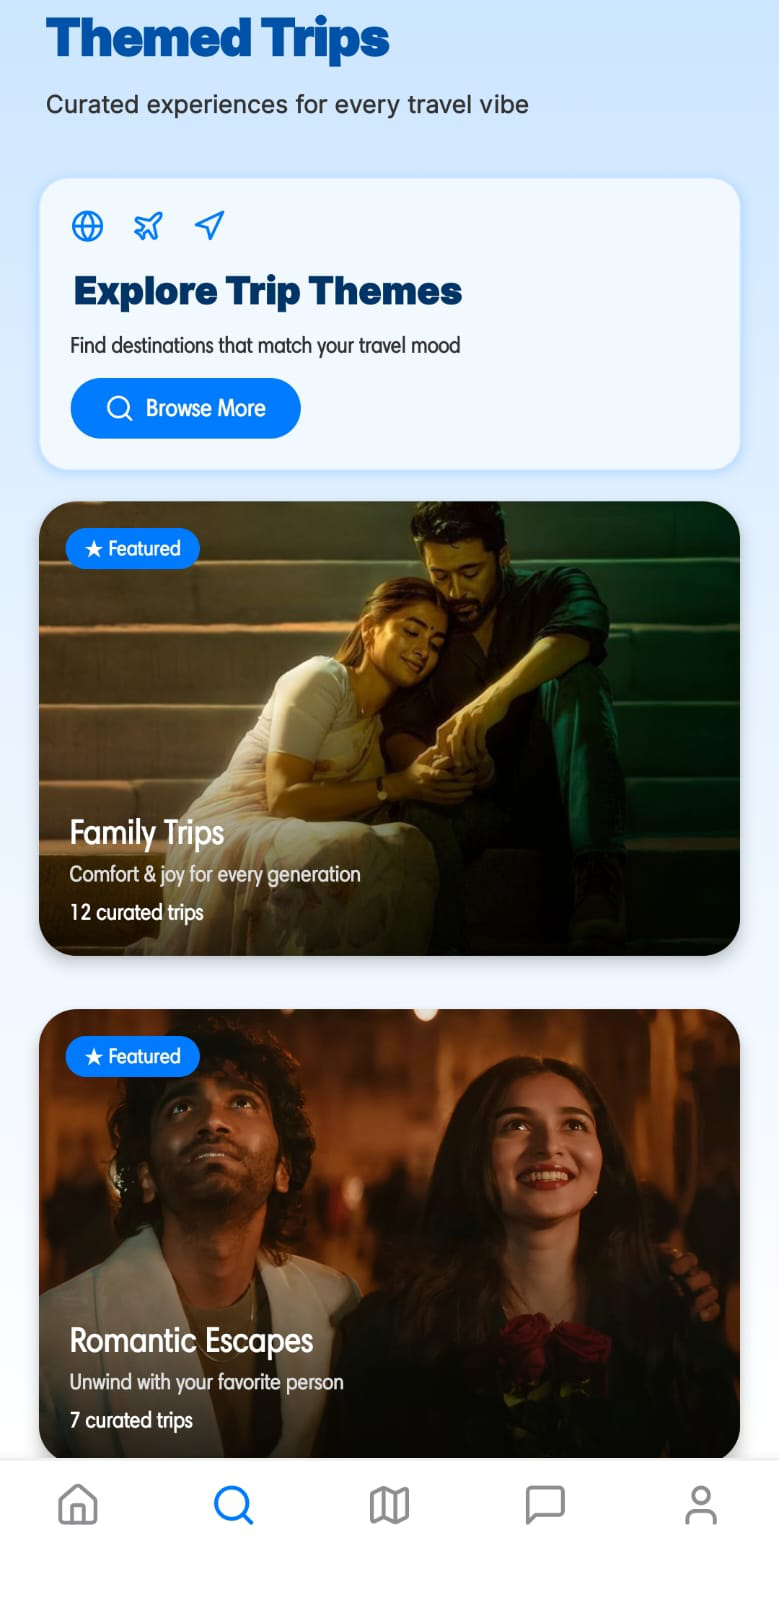 Themed Trips
Curated experiences for every travel vibe
Explore Trip Themes
Find destinations that match your travel mood
Browse More
★ Featured
Family Trips
Comfort & joy for every generation
12 curated trips
★ Featured
Romantic Escapes
Unwind with your favorite person
7 curated trips